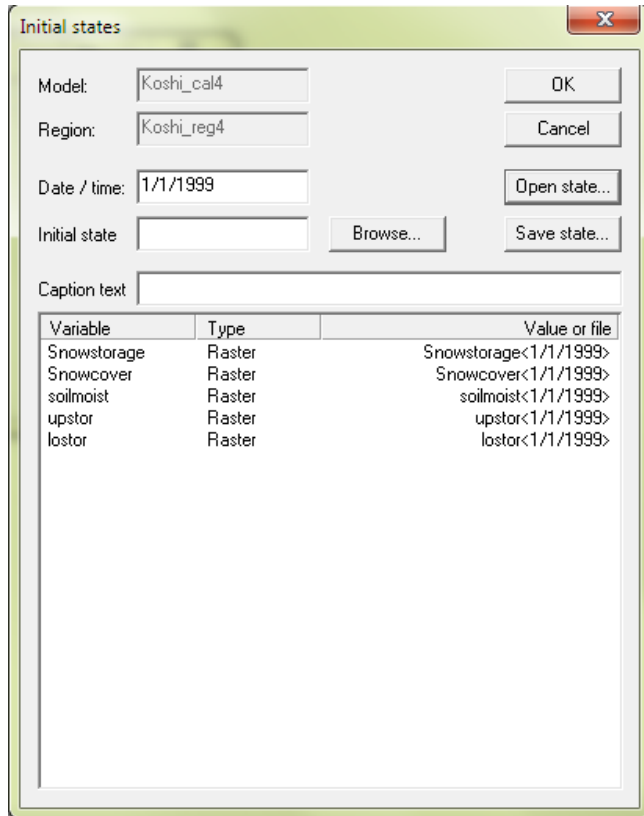 Initial states
Model: Koshi_cal4 OK
Region: Koshi_reg4 Cancel
Date / time: 1/1/1999 Open state...
Initial state Browse... Save state...
Caption text
Variable Type Value or file
Snowstorage Raster Snowstorage<1/1/1999>
Snowcover Raster Snowcover<1/1/1999>
soilmoist Raster soilmoist<1/1/1999>
upstor Raster upstor<1/1/1999>
lostor Raster lostor<1/1/1999>